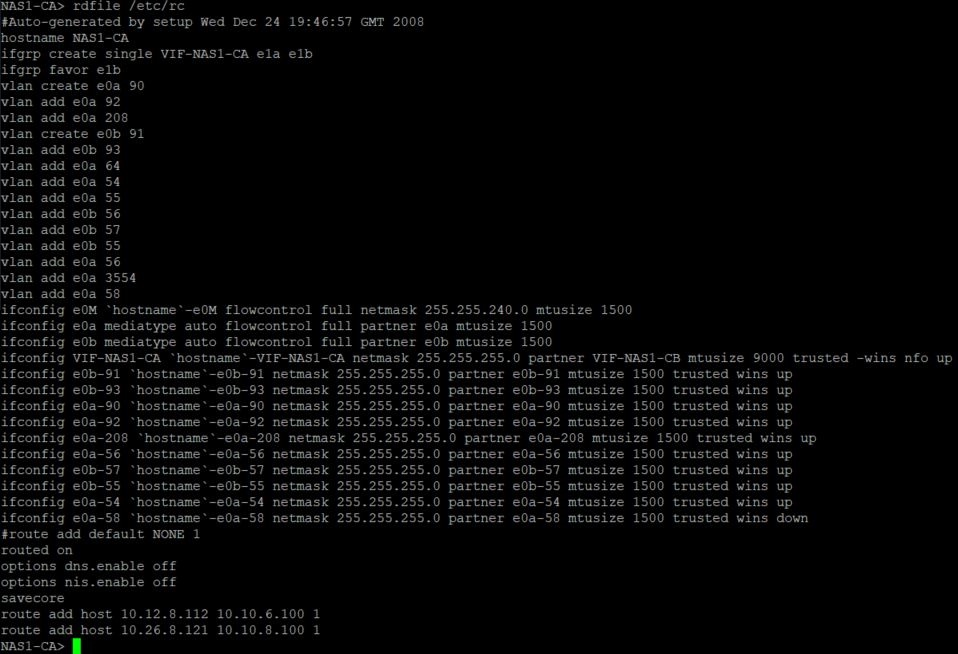 NAS1-CA> rdfile /etc/rc
#Auto-generated by setup Wed Dec 24 19:46:57 GMT 2008
hostname NAS1-CA
ifgrp create single VIF-NAS1-CA e1a e1b
ifgrp favor e1b
vlan create e0a 90
vlan add e0a 92
vlan add e0a 208
vlan create e0b 91
vlan add e0b 93
vlan add e0a 64
vlan add e0a 54
vlan add e0a 55
vlan add e0b 56
vlan add e0b 57
vlan add e0b 55
vlan add e0a 56
vlan add e0a 3554
vlan add e0a 58
ifconfig e0M `hostname`-e0M flowcontrol full netmask 255.255.240.0 mtusize 1500
ifconfig e0a mediatype auto flowcontrol full partner e0a mtusize 1500
ifconfig e0b mediatype auto flowcontrol full partner e0b mtusize 1500
ifconfig VIF-NAS1-CA `hostname`-VIF-NAS1-CA netmask 255.255.255.0 partner VIF-NAS1-CB mtusize 9000 trusted -wins nfo up
ifconfig e0b-91 `hostname`-e0b-91 netmask 255.255.255.0 partner e0b-91 mtusize 1500 trusted wins up
ifconfig e0b-93 `hostname`-e0b-93 netmask 255.255.255.0 partner e0b-93 mtusize 1500 trusted wins up
ifconfig e0a-90 `hostname`-e0a-90 netmask 255.255.255.0 partner e0a-90 mtusize 1500 trusted wins up
ifconfig e0a-92 `hostname`-e0a-92 netmask 255.255.255.0 partner e0a-92 mtusize 1500 trusted wins up
ifconfig e0a-208 `hostname`-e0a-208 netmask 255.255.255.0 partner e0a-208 mtusize 1500 trusted wins up
ifconfig e0a-56 `hostname`-e0a-56 netmask 255.255.255.0 partner e0a-56 mtusize 1500 trusted wins up
ifconfig e0b-57 `hostname`-e0b-57 netmask 255.255.255.0 partner e0b-57 mtusize 1500 trusted wins up
ifconfig e0b-55 `hostname`-e0b-55 netmask 255.255.255.0 partner e0b-55 mtusize 1500 trusted wins up
ifconfig e0a-54 `hostname`-e0a-54 netmask 255.255.255.0 partner e0a-54 mtusize 1500 trusted wins up
ifconfig e0a-58 `hostname`-e0a-58 netmask 255.255.255.0 partner e0a-58 mtusize 1500 trusted wins down
#route add default NONE 1
routed on
options dns.enable off
options nis.enable off
savecore
route add host 10.12.8.112 10.10.6.100 1
route add host 10.26.8.121 10.10.8.100 1
NAS1-CA>